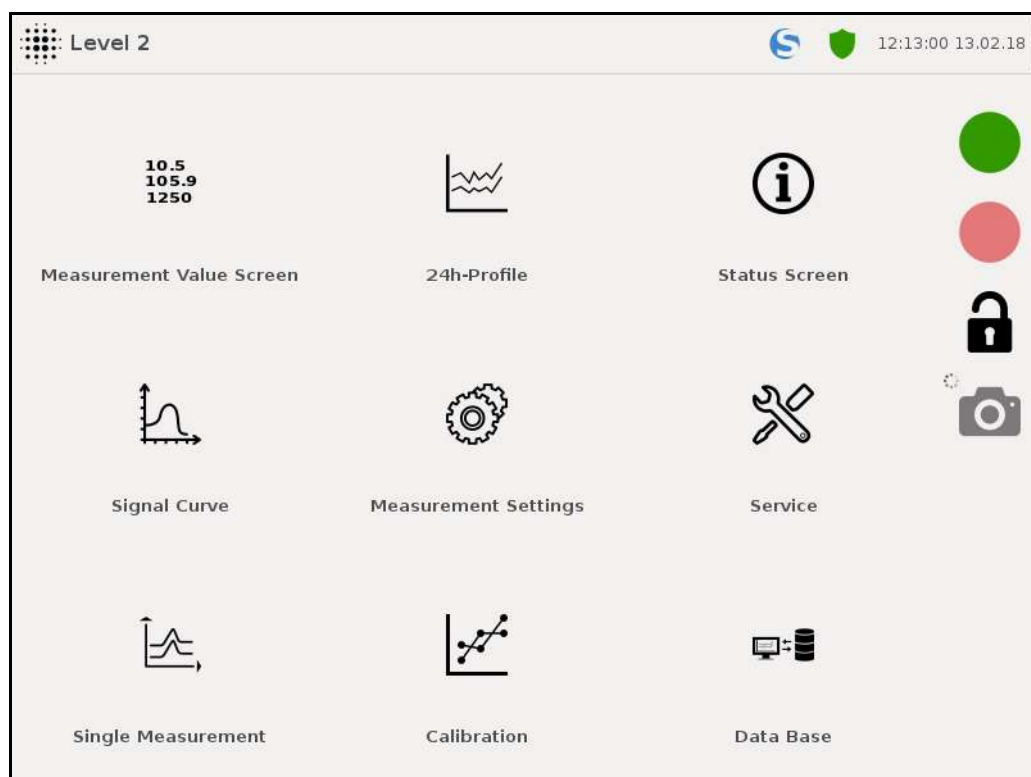 Level 2
12:13:00 13.02.18
10.5
105.9
1250
Measurement Value Screen
24h-Profile
Status Screen
Signal Curve
Measurement Settings
Service
Single Measurement
Calibration
Data Base